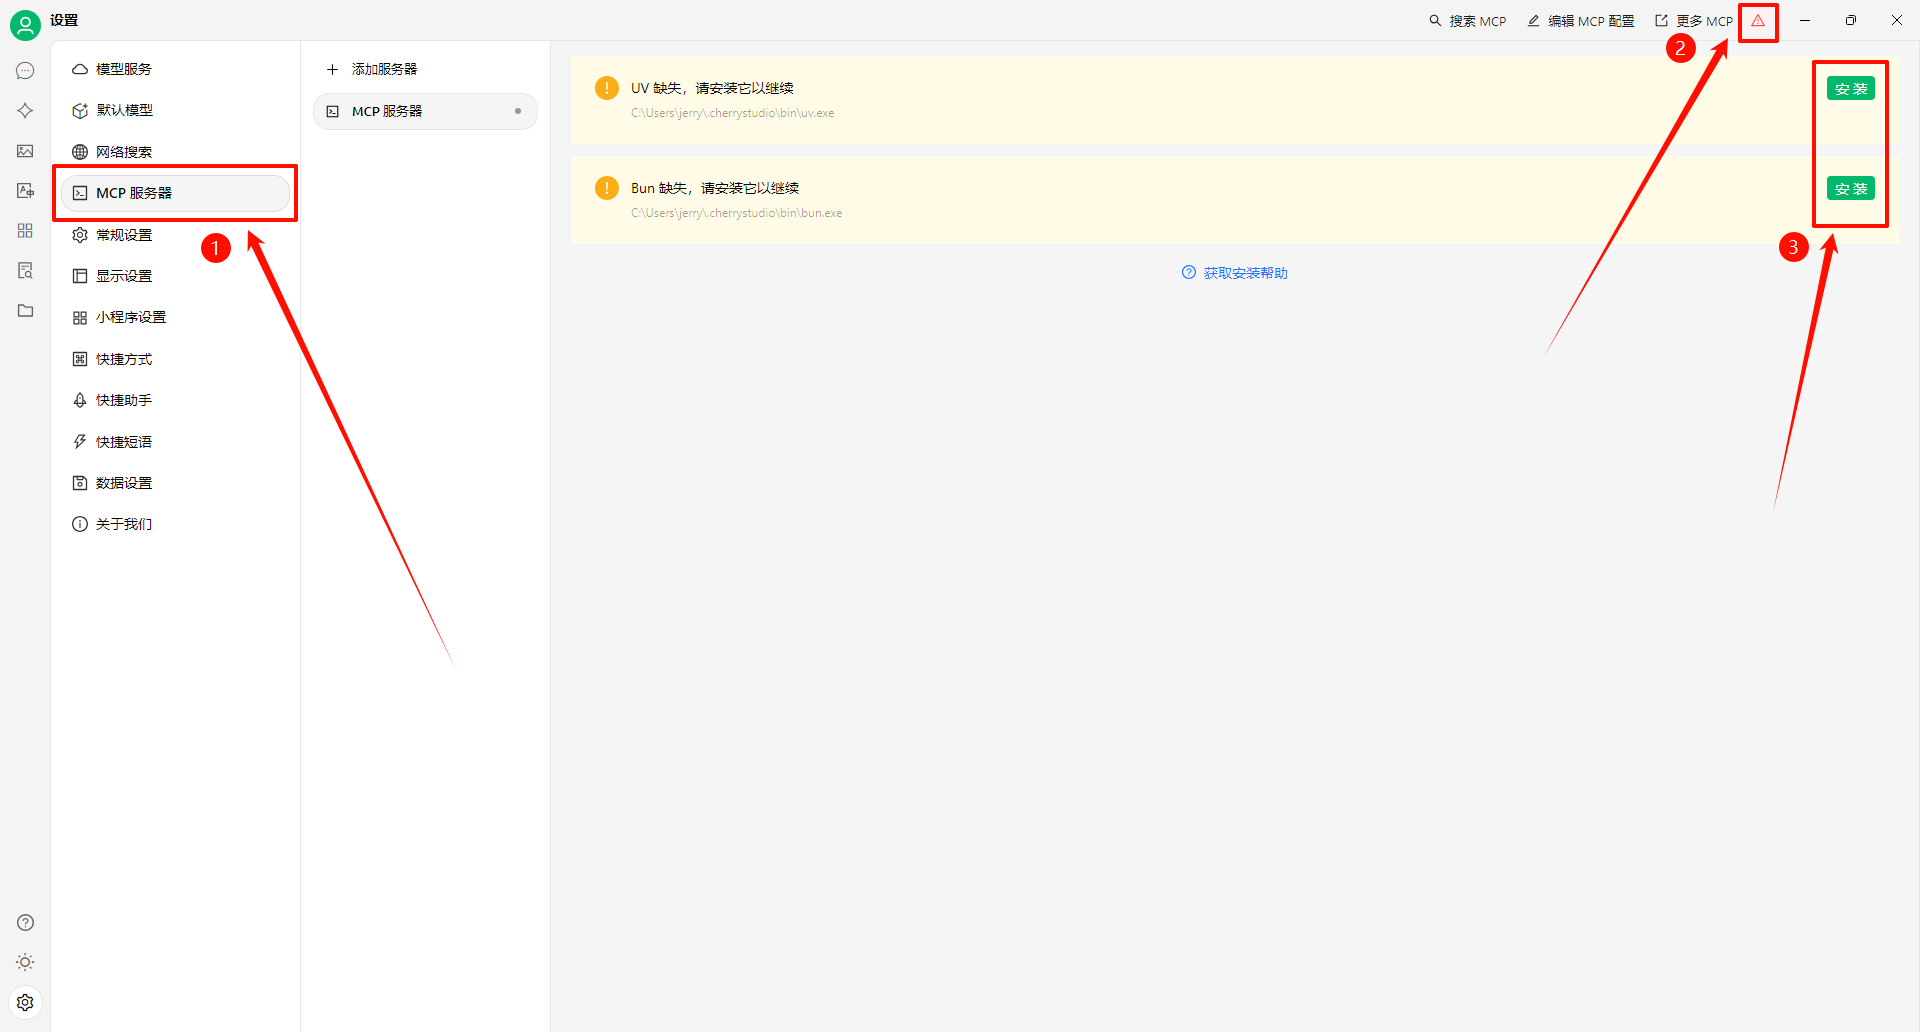 设置
搜索 MCP
编辑 MCP 配置
更多 MCP
模型服务
默认模型
网络搜索
MCP 服务器
常规设置
显示设置
小程序设置
快捷方式
快捷助手
快捷短语
数据设置
关于我们
1
添加服务器
MCP 服务器
2
UV 缺失，请安装它以继续
C:\Users\jerry\.cherrystudio\bin\uv.exe
安 装
Bun 缺失，请安装它以继续
C:\Users\jerry\.cherrystudio\bin\bun.exe
安 装
3
获取安装帮助